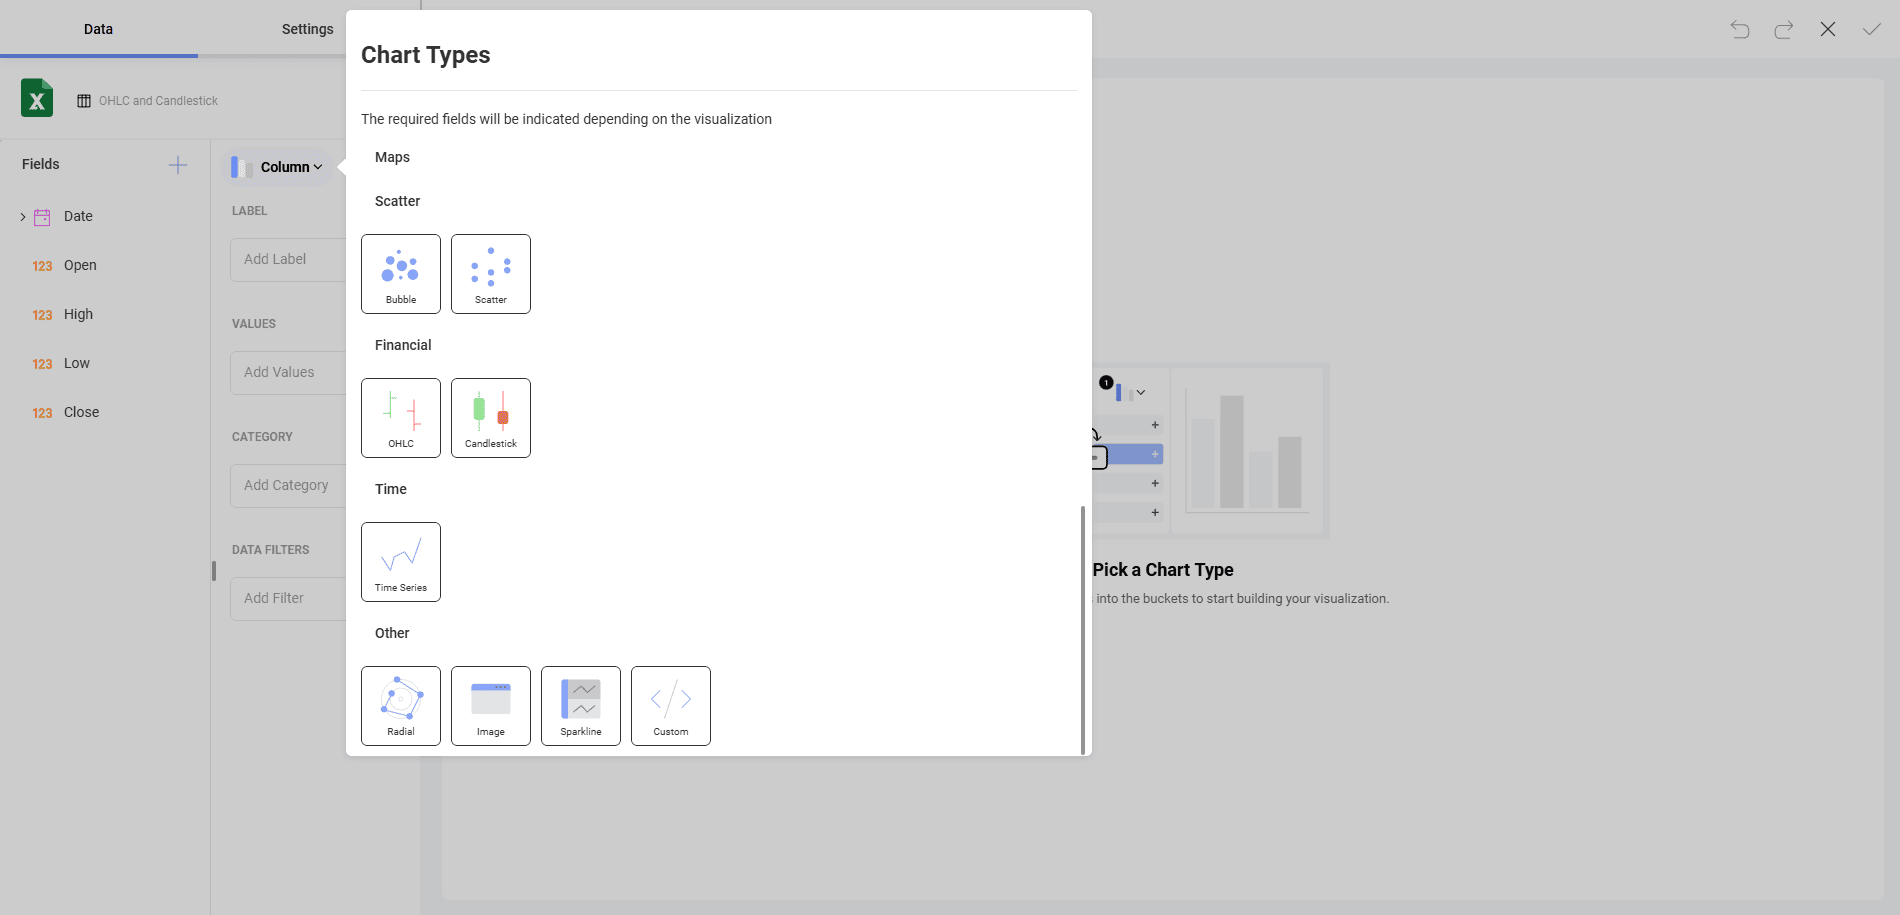 Data
Settings
OHLC and Candlestick
Fields
Date
123 Open
123 High
123 Low
123 Close
Column
LABEL
Add Label
VALUES
Add Values
CATEGORY
Add Category
DATA FILTERS
Add Filter
Chart Types
The required fields will be indicated depending on the visualization
Maps
Scatter
Bubble
Scatter
Financial
OHLC
Candlestick
Time
Time Series
Other
Radial
Image
Sparkline
Custom
1
Pick a Chart Type
into the buckets to start building your visualization.